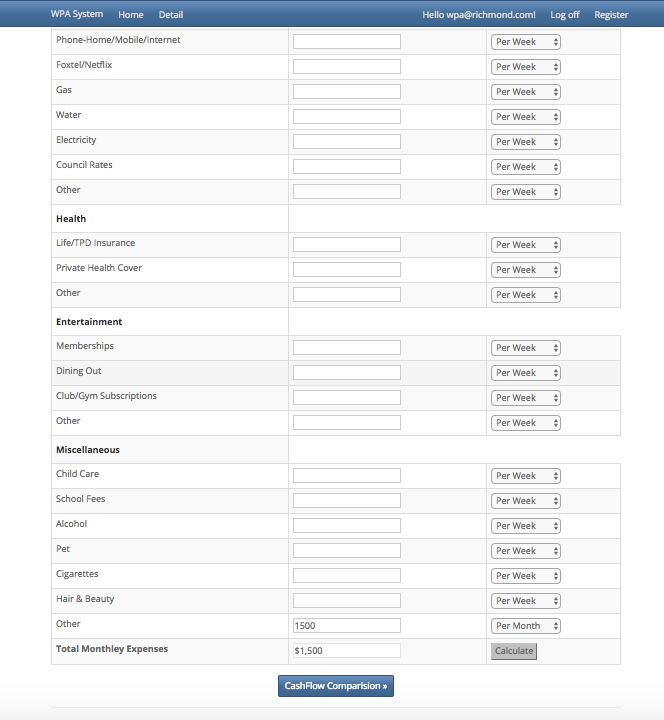 WPA System Home Detail Hello wpa@richmond.com! Log off Register
Phone-Home/Mobile/Internet Per Week
Foxtel/Netflix Per Week
Gas Per Week
Water Per Week
Electricity Per Week
Council Rates Per Week
Other Per Week
Health
Life/TPD Insurance Per Week
Private Health Cover Per Week
Other Per Week
Entertainment
Memberships Per Week
Dining Out Per Week
Club/Gym Subscriptions Per Week
Other Per Week
Miscellaneous
Child Care Per Week
School Fees Per Week
Alcohol Per Week
Pet Per Week
Cigarettes Per Week
Hair & Beauty Per Week
Other 1500 Per Month
Total Monthley Expenses $1,500 Calculate
CashFlow Comparision »